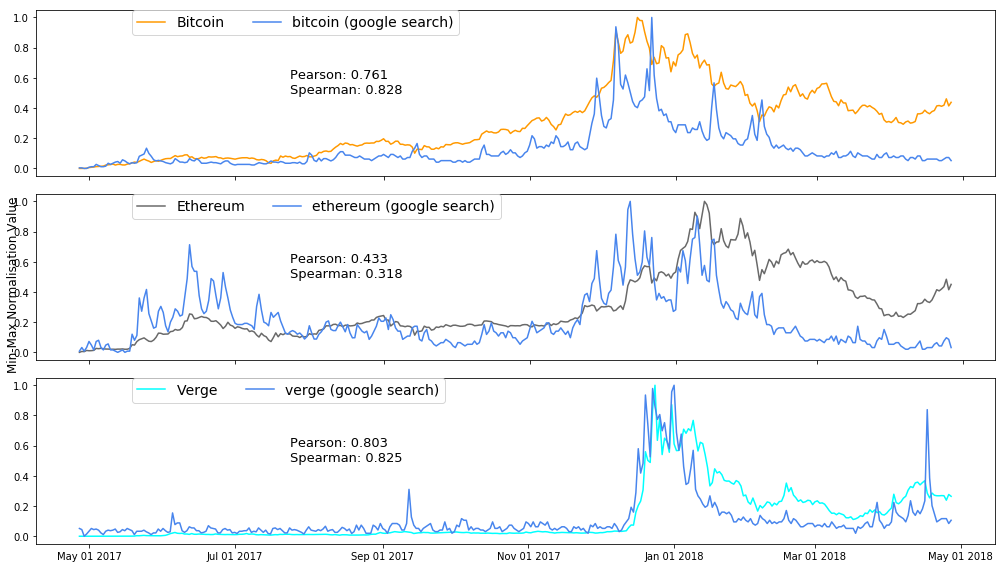 Bitcoin bitcoin (google search)
1.0
0.8
0.6
0.4
0.2
0.0
Pearson: 0.761
Spearman: 0.828
Min-Max Normalisation Value
Ethereum ethereum (google search)
1.0
0.8
0.6
0.4
0.2
0.0
Pearson: 0.433
Spearman: 0.318
Verge verge (google search)
1.0
0.8
0.6
0.4
0.2
0.0
Pearson: 0.803
Spearman: 0.825
May 01 2017 Jul 01 2017 Sep 01 2017 Nov 01 2017 Jan 01 2018 Mar 01 2018 May 01 2018